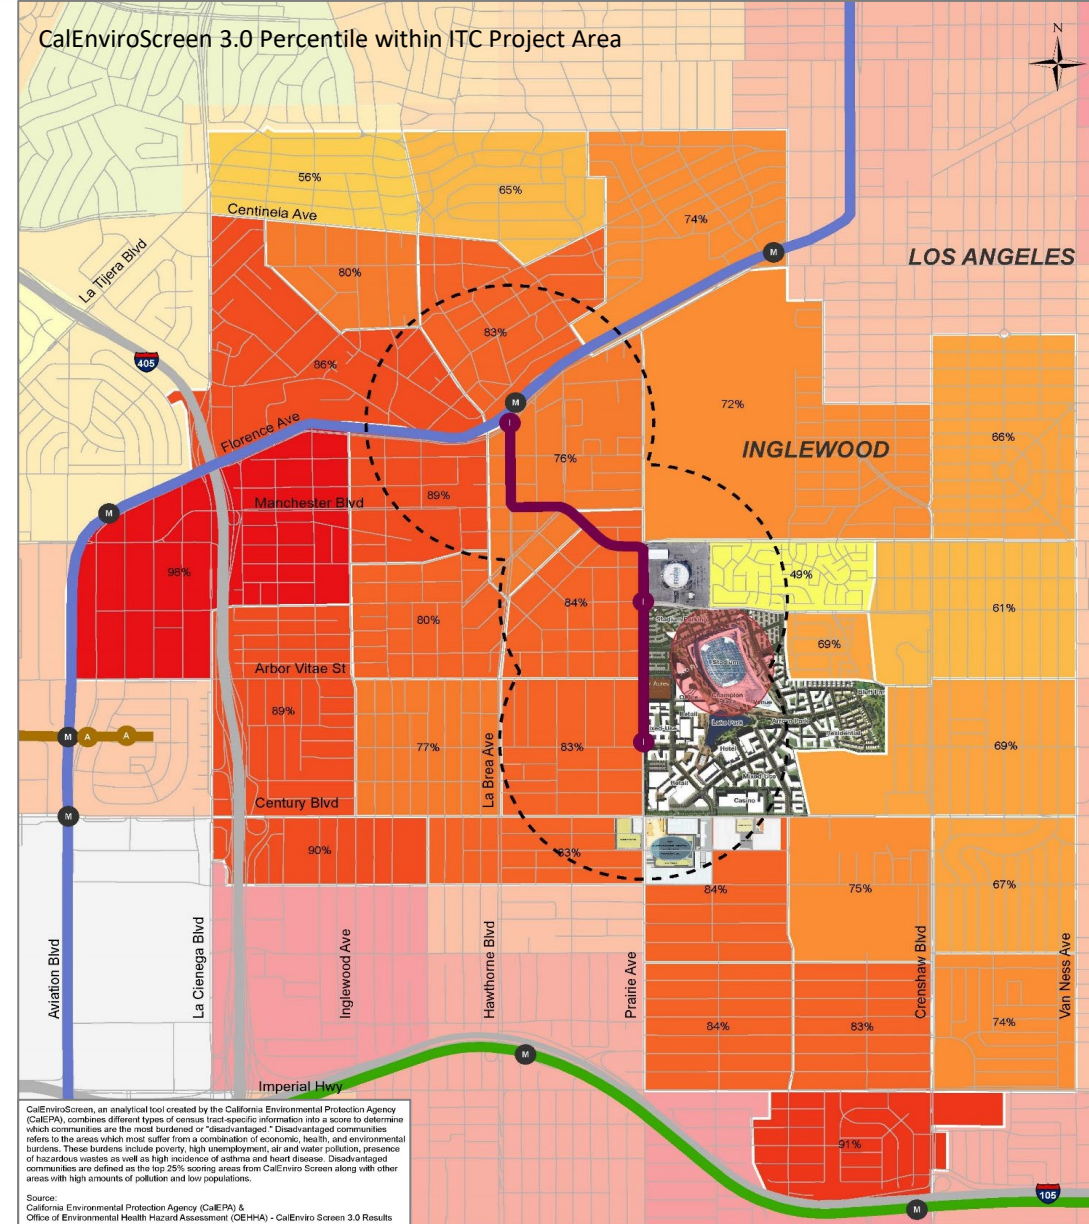 CalEnviroScreen 3.0 Percentile within ITC Project Area
N
56%
65%
Centinela Ave
74%
La Tijera Blvd
M
LOS ANGELES
80%
83%
405
86%
M
72%
Florence Ave
66%
INGLEWOOD
76%
89%
Manchester Blvd
M
98%
49%
84%
61%
80%
69%
Stadium
Arbor Vitae St
Champion
89%
Lake Park
Residential
M A A
77%
La Brea Ave
83%
Hotel
69%
Retail
Century Blvd
Casino
M
90%
83%
84%
75%
67%
Aviation Blvd
La Cienega Blvd
Inglewood Ave
Hawthorne Blvd
Prairie Ave
Crenshaw Blvd
Van Ness Ave
84%
83%
74%
M
Imperial Hwy
CalEnviroScreen, an analytical tool created by the California Environmental Protection Agency
(CalEPA), combines different types of census tract-specific information into a score to determine
which communities are the most burdened or "disadvantaged." Disadvantaged communities
refers to the areas which most suffer from a combination of economic, health, and environmental
burdens. These burdens include poverty, high unemployment, air and water pollution, presence
of hazardous wastes as well as high incidence of asthma and heart disease. Disadvantaged
communities are defined as the top 25% scoring areas from CalEnviro Screen along with other
areas with high amounts of pollution and low populations.
91%
105
M
Source:
California Environmental Protection Agency (CalEPA) &
Office of Environmental Health Hazard Assessment (OEHHA) - CalEnviro Screen 3.0 Results